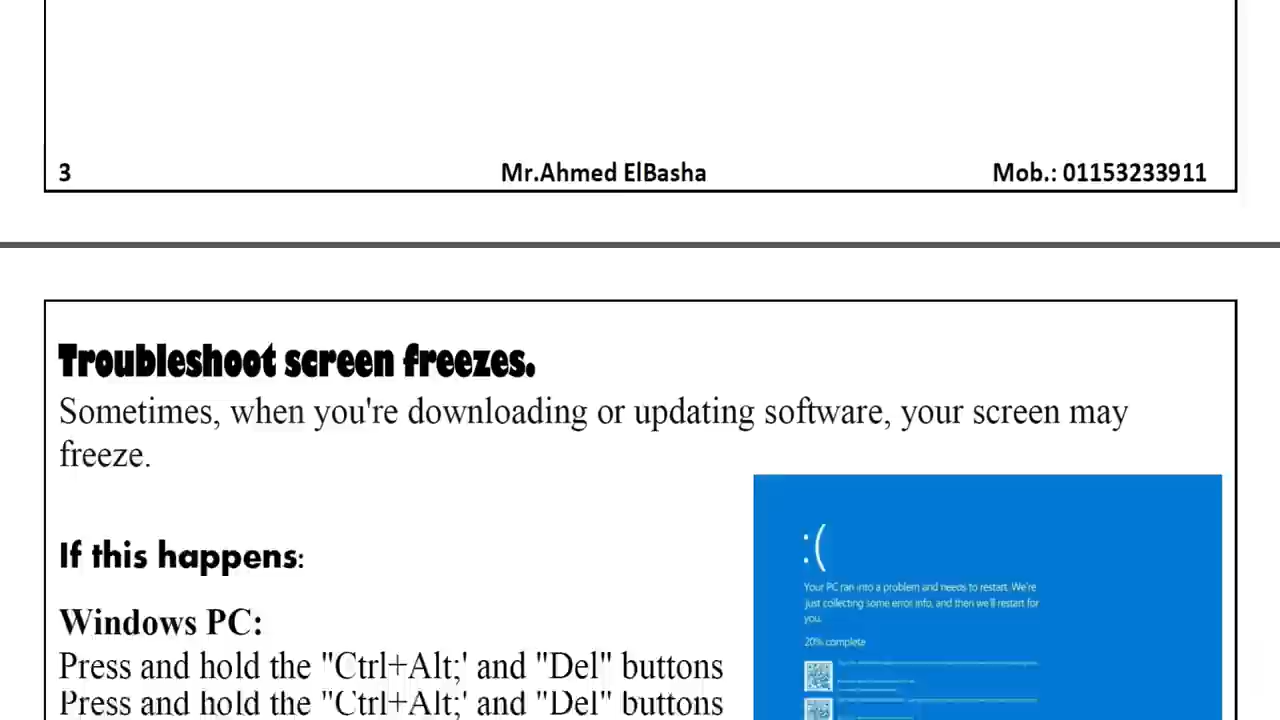 3 Mr.Ahmed ElBasha Mob.: 01153233911
Troubleshoot screen freezes.
Sometimes, when you're downloading or updating software, your screen may
freeze.
If this happens:
Windows PC:
Press and hold the "Ctrl+Alt;' and "Del" buttons
Press and hold the "Ctrl+Alt;' and "Del" buttons
:(
Your PC ran into a problem and needs to restart. We're
just collecting some error info, and then we'll restart for
you.
20% complete